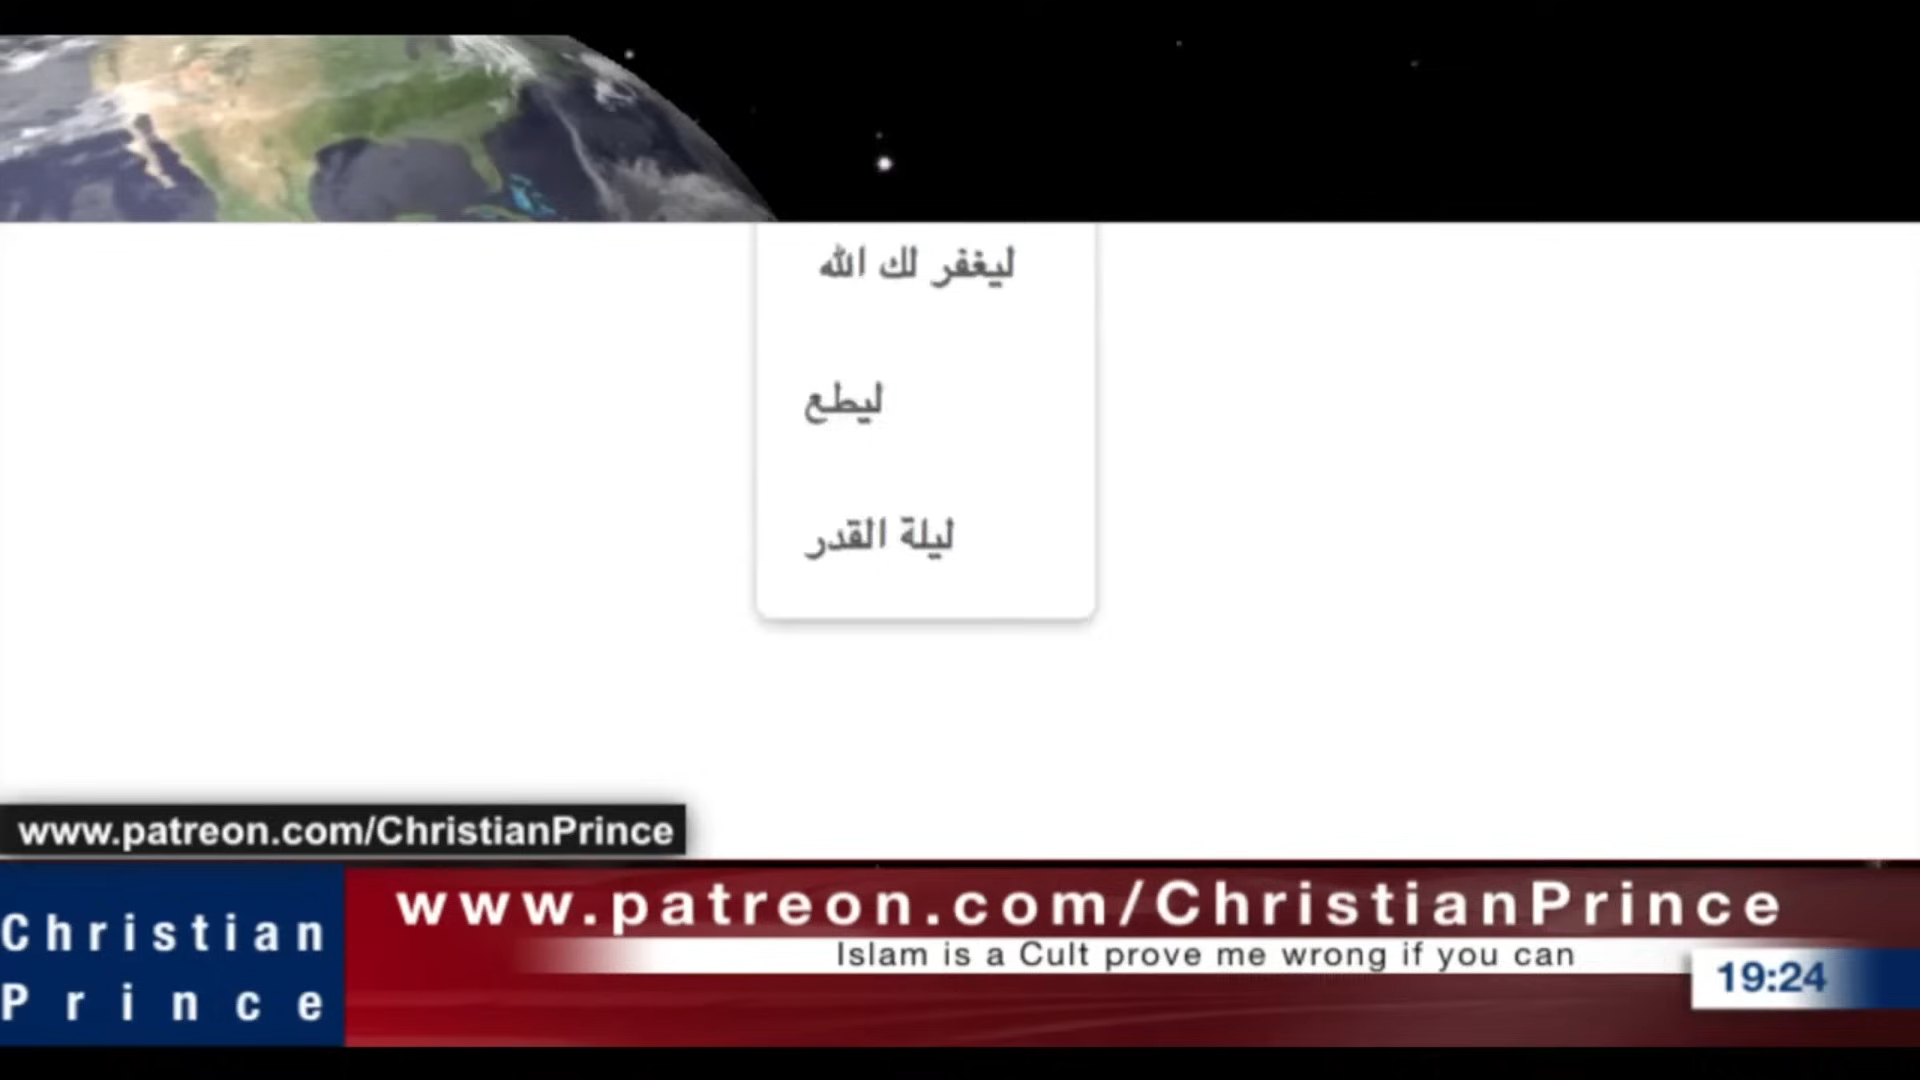 ليغفر لك الله
ليطع
ليلة القدر
www.patreon.com/ChristianPrince
Christian
Prince
www.patreon.com/ChristianPrince
Islam is a Cult prove me wrong if you can
19:24